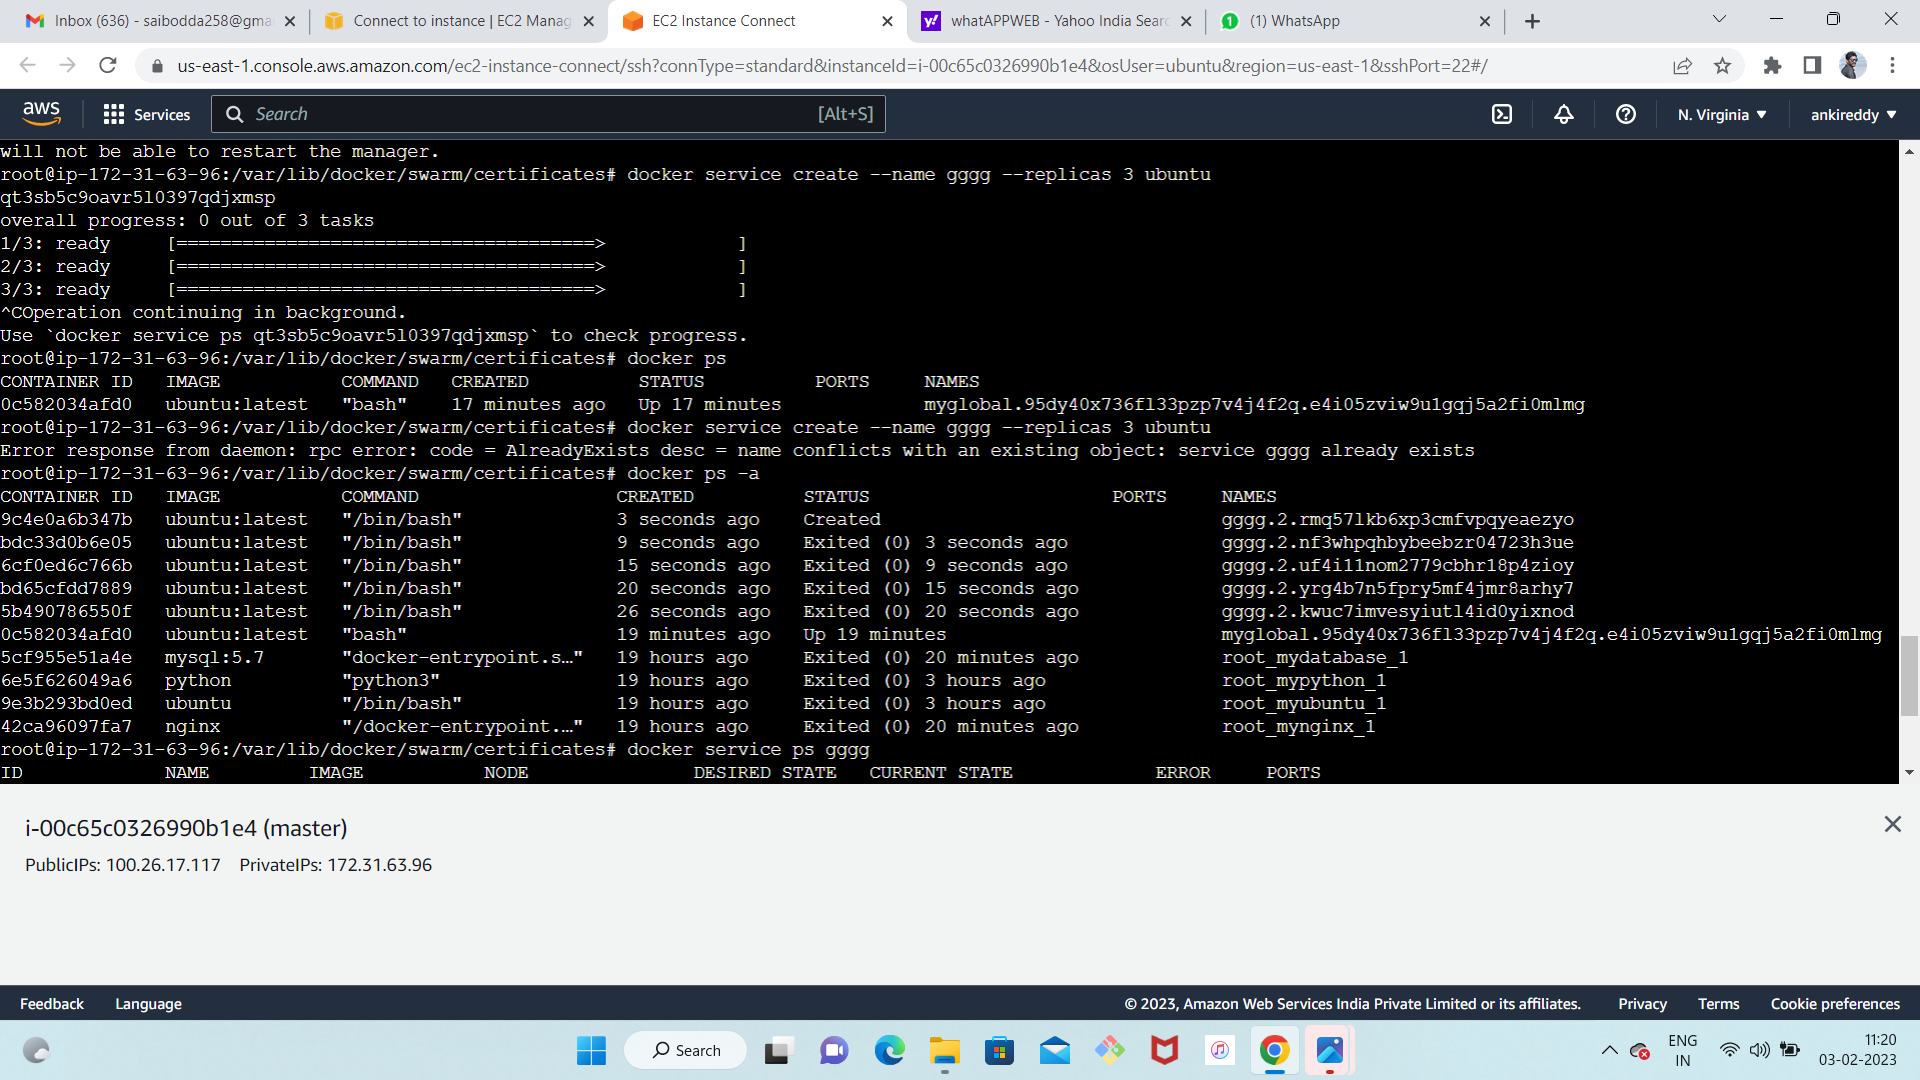 Inbox (636) - saibodda258@gma
Connect to instance | EC2 Manag
EC2 Instance Connect
whatAPPWEB - Yahoo India Searc
(1) WhatsApp
us-east-1.console.aws.amazon.com/ec2-instance-connect/ssh?connType=standard&instanceId=i-00c65c0326990b1e4&osUser=ubuntu&region=us-east-1&sshPort=22#/
aws Services Search [Alt+S] N. Virginia ankireddy
will not be able to restart the manager.
root@ip-172-31-63-96:/var/lib/docker/swarm/certificates# docker service create --name gggg --replicas 3 ubuntu
qt3sb5c9oavr5l0397qdjxmsp
overall progress: 0 out of 3 tasks
1/3: ready [======================================> ]
2/3: ready [======================================> ]
3/3: ready [======================================> ]
^COperation continuing in background.
Use `docker service ps qt3sb5c9oavr5l0397qdjxmsp` to check progress.
root@ip-172-31-63-96:/var/lib/docker/swarm/certificates# docker ps
CONTAINER ID IMAGE COMMAND CREATED STATUS PORTS NAMES
0c582034afd0 ubuntu:latest "bash" 17 minutes ago Up 17 minutes myglobal.95dy40x736fl33pzp7v4j4f2q.e4i05zviw9u1gqj5a2fi0mlmg
root@ip-172-31-63-96:/var/lib/docker/swarm/certificates# docker service create --name gggg --replicas 3 ubuntu
Error response from daemon: rpc error: code = AlreadyExists desc = name conflicts with an existing object: service gggg already exists
root@ip-172-31-63-96:/var/lib/docker/swarm/certificates# docker ps -a
CONTAINER ID IMAGE COMMAND CREATED STATUS PORTS NAMES
9c4e0a6b347b ubuntu:latest "/bin/bash" 3 seconds ago Created gggg.2.rmq57lkb6xp3cmfvpqyeaezyo
bdc33d0b6e05 ubuntu:latest "/bin/bash" 9 seconds ago Exited (0) 3 seconds ago gggg.2.nf3whpqhbybeebzr04723h3ue
6cf0ed6c766b ubuntu:latest "/bin/bash" 15 seconds ago Exited (0) 9 seconds ago gggg.2.uf4i11nom2779cbhr18p4zioy
bd65cfdd7889 ubuntu:latest "/bin/bash" 20 seconds ago Exited (0) 15 seconds ago gggg.2.yrg4b7n5fpry5mf4jmr8arhy7
5b490786550f ubuntu:latest "/bin/bash" 26 seconds ago Exited (0) 20 seconds ago gggg.2.kwuc7imvesyiutl4id0yixnod
0c582034afd0 ubuntu:latest "bash" 19 minutes ago Up 19 minutes myglobal.95dy40x736fl33pzp7v4j4f2q.e4i05zviw9u1gqj5a2fi0mlmg
5cf955e51a4e mysql:5.7 "docker-entrypoint.s…" 19 hours ago Exited (0) 20 minutes ago root_mydatabase_1
6e5f626049a6 python "python3" 19 hours ago Exited (0) 3 hours ago root_mypython_1
9e3b293bd0ed ubuntu "/bin/bash" 19 hours ago Exited (0) 3 hours ago root_myubuntu_1
42ca96097fa7 nginx "/docker-entrypoint.…" 19 hours ago Exited (0) 20 minutes ago root_mynginx_1
root@ip-172-31-63-96:/var/lib/docker/swarm/certificates# docker service ps gggg
ID NAME IMAGE NODE DESIRED STATE CURRENT STATE ERROR PORTS
i-00c65c0326990b1e4 (master)
PublicIPs: 100.26.17.117 PrivateIPs: 172.31.63.96
Feedback Language © 2023, Amazon Web Services India Private Limited or its affiliates. Privacy Terms Cookie preferences
Search
ENG
IN
11:20
03-02-2023